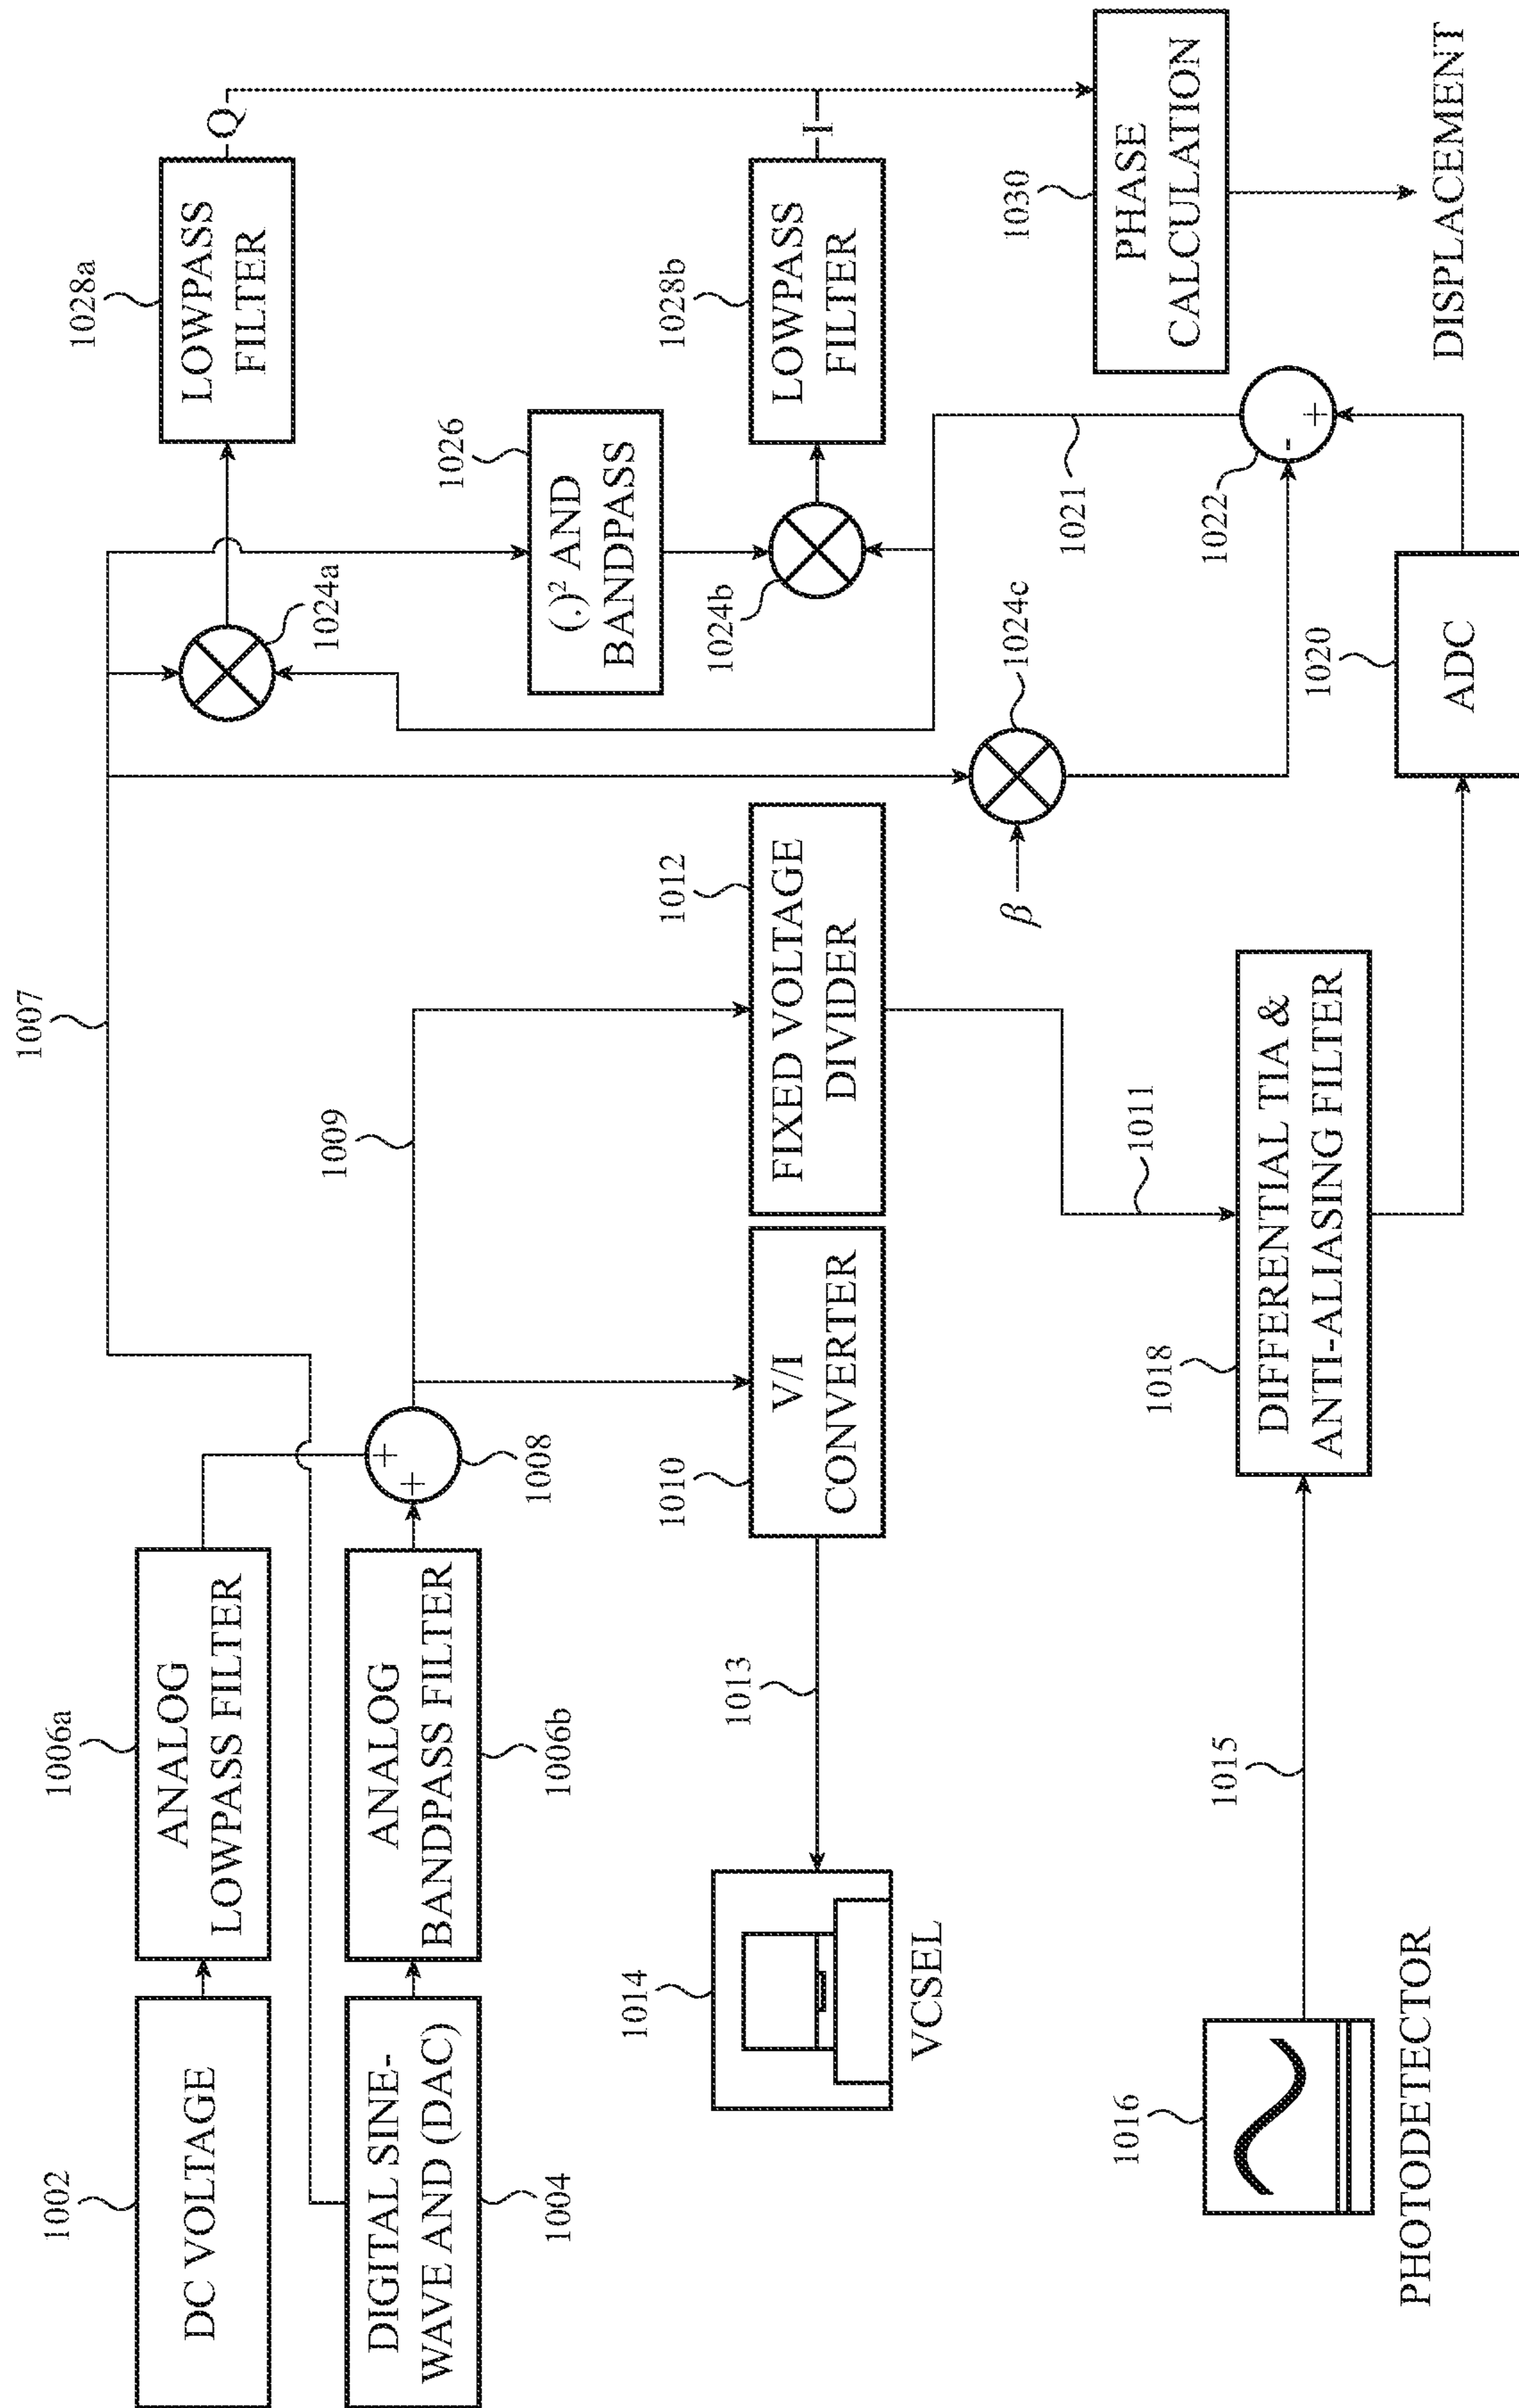 1002
DC VOLTAGE
1006a
ANALOG
LOWPASS FILTER
DIGITAL SINE-
WAVE AND (DAC)
1004
ANALOG
BANDPASS FILTER
1006b
+
+
1008
1007
1009
1024a
1028a
LOWPASS
FILTER
Q
1026
(.)² AND
BANDPASS
1014
VCSEL
1013
1010
V/I
CONVERTER
1012
FIXED VOLTAGE
DIVIDER
1024b
1028b
LOWPASS
FILTER
I
β
1024c
1021
1030
PHASE
CALCULATION
1016
PHOTODETECTOR
1015
1018
DIFFERENTIAL TIA &
ANTI-ALIASING FILTER
1011
1020
ADC
1022
-
+
DISPLACEMENT